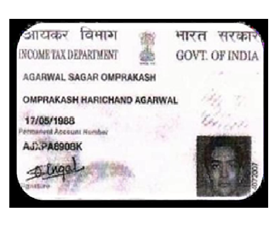 आयकर विभाग
भारत सरकार
INCOME TAX DEPARTMENT
GOVT. OF INDIA
AGARWAL SAGAR OMPRAKASH
OMPRAKASH HARICHAND AGARWAL
17/05/1988
Permanent Account Number
Signature